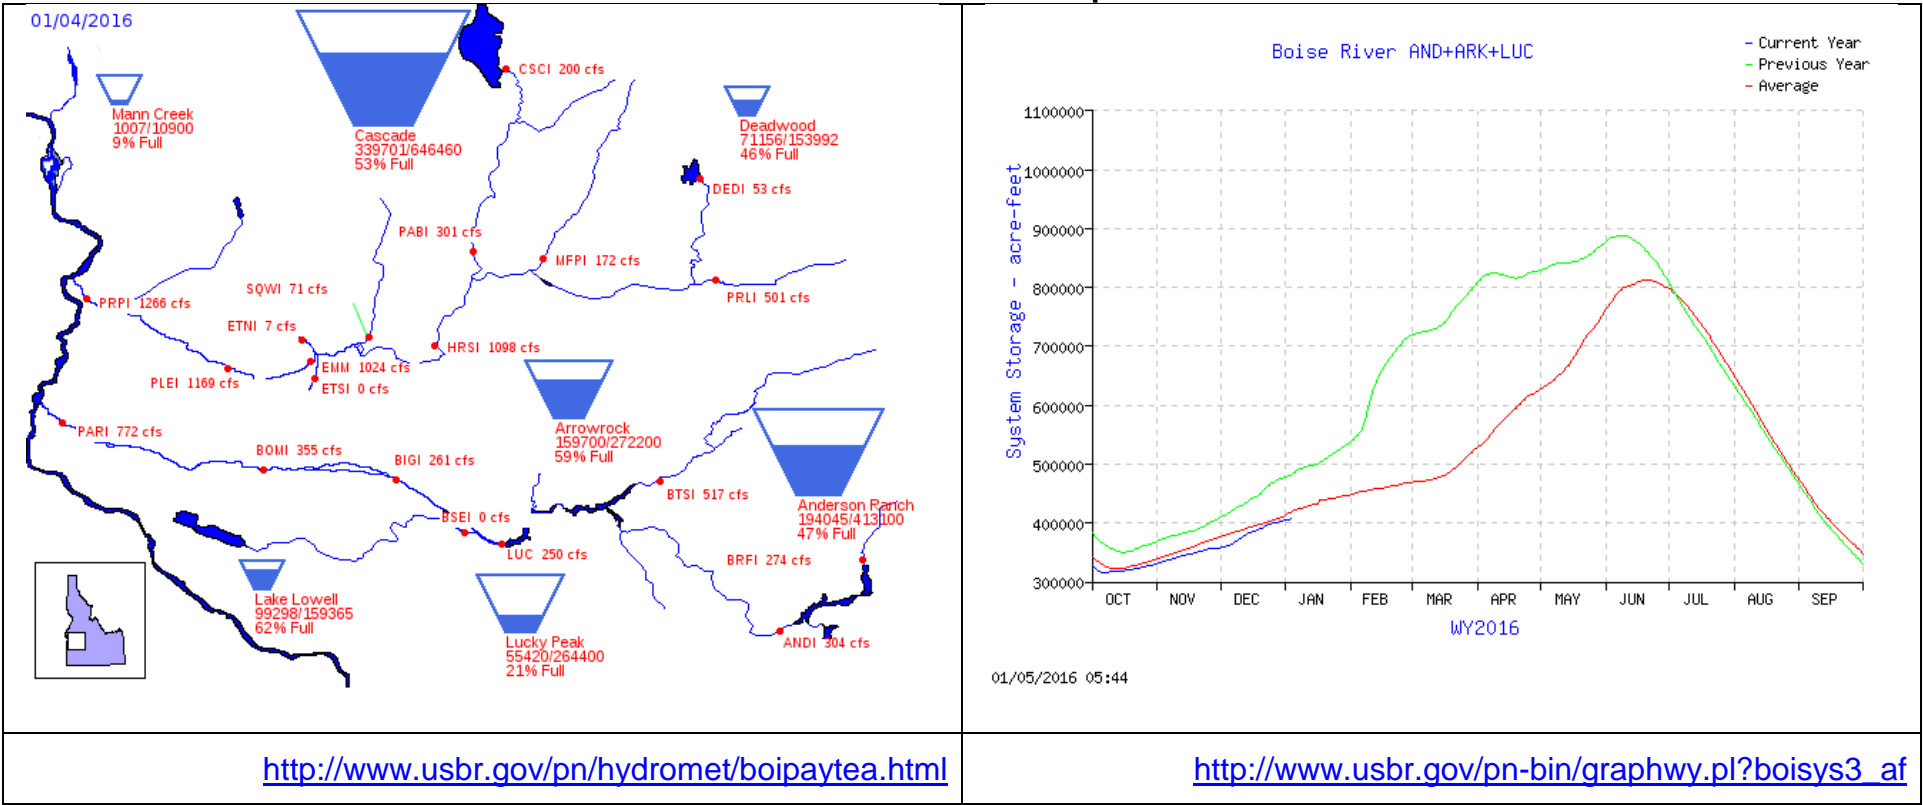 01/04/2016
Mann Creek
1007/10900
9% Full
Cascade
339701/646460
53% Full
CSCI 200 cfs
Deadwood
71156/153992
46% Full
DEDI 53 cfs
PABI 301 cfs
MFPI 172 cfs
PRLI 501 cfs
SQWI 71 cfs
PRPI 1266 cfs
ETNI 7 cfs
HRSI 1098 cfs
EMM 1024 cfs
PLEI 1169 cfs
ETSI 0 cfs
Arrowrock
159700/272200
59% Full
PARI 772 cfs
BOMI 355 cfs
BIGI 261 cfs
BTSI 517 cfs
Anderson Ranch
194045/413100
47% Full
BSEI 0 cfs
LUC 250 cfs
BRFI 274 cfs
Lake Lowell
99298/159365
62% Full
Lucky Peak
55420/264400
21% Full
ANDI 304 cfs
http://www.usbr.gov/pn/hydromet/boipaytea.html
Boise River AND+ARK+LUC
Current Year
Previous Year
Average
System Storage - acre-feet
1100000
1000000
900000
800000
700000
600000
500000
400000
300000
OCT NOV DEC JAN FEB MAR APR MAY JUN JUL AUG SEP
WY2016
01/05/2016 05:44
http://www.usbr.gov/pn-bin/graphwy.pl?boisys3_af